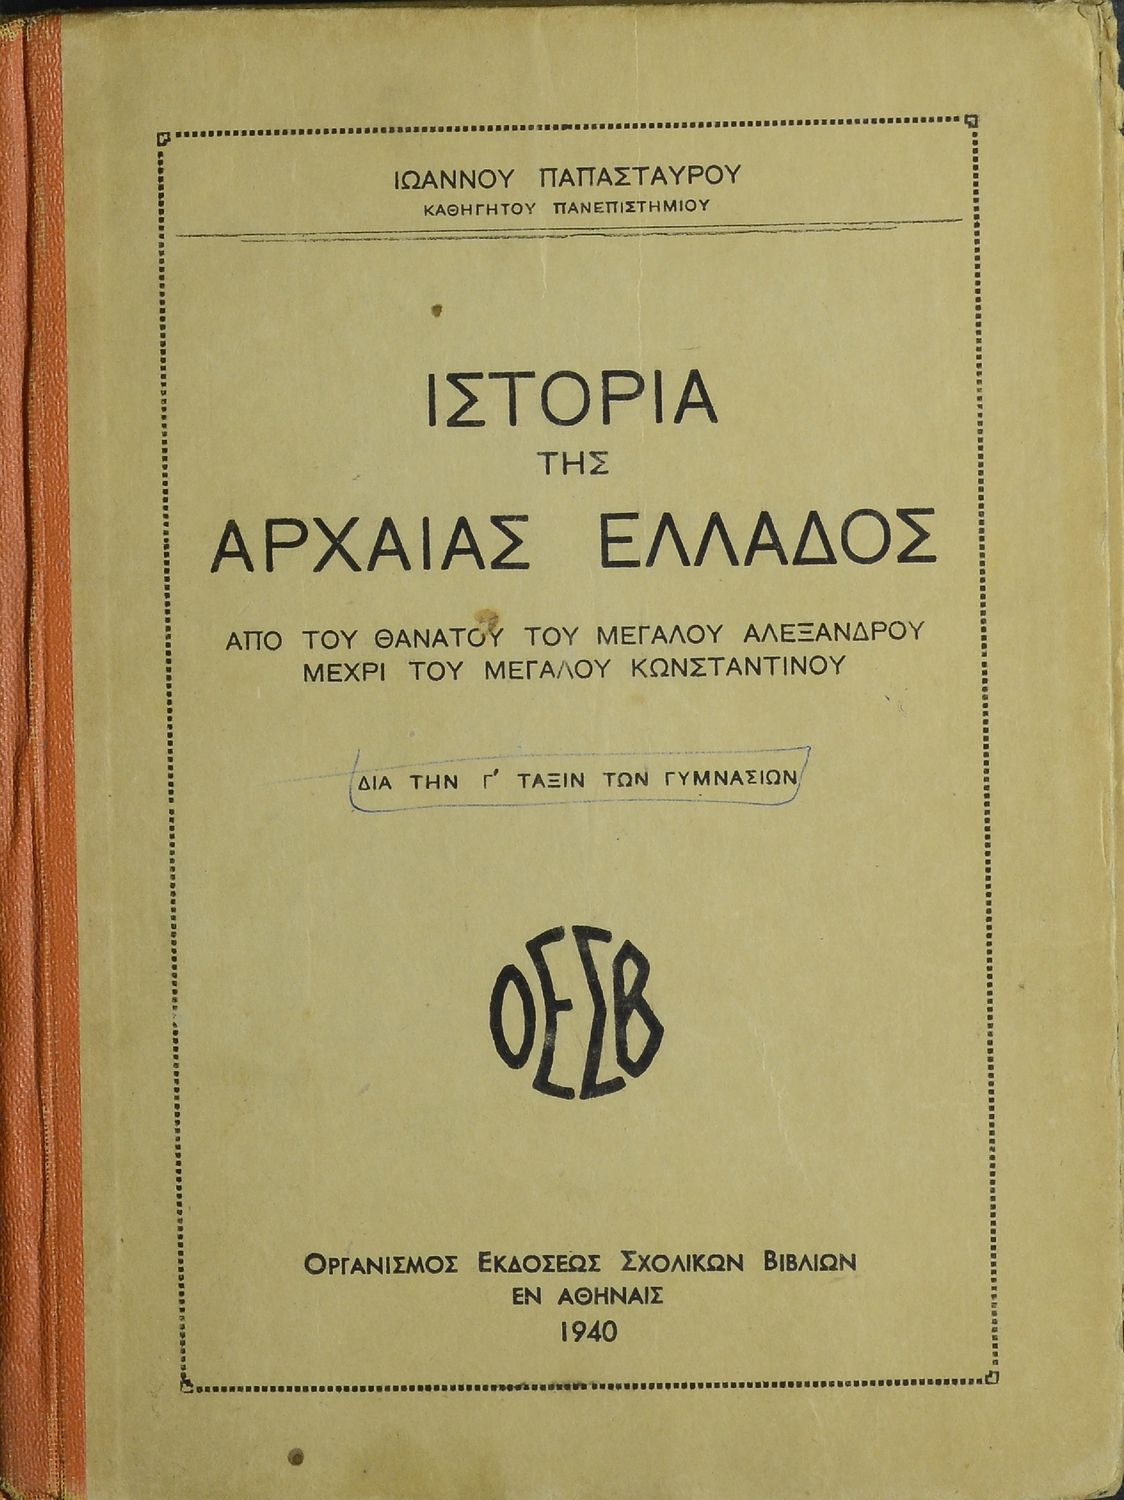 ΙΩΑΝΝΟΥ ΠΑΠΑΣΤΑΥΡΟΥ
ΚΑΘΗΓΗΤΟΥ ΠΑΝΕΠΙΣΤΗΜΙΟΥ
ΙΣΤΟΡΙΑ
ΤΗΣ
ΑΡΧΑΙΑΣ ΕΛΛΑΔΟΣ
ΑΠΟ ΤΟΥ ΘΑΝΑΤΟΥ ΤΟΥ ΜΕΓΑΛΟΥ ΑΛΕΞΑΝΔΡΟΥ
ΜΕΧΡΙ ΤΟΥ ΜΕΓΑΛΟΥ ΚΩΝΣΤΑΝΤΙΝΟΥ
ΔΙΑ ΤΗΝ Γ' ΤΑΞΙΝ ΤΩΝ ΓΥΜΝΑΣΙΩΝ
ΟΕΣΒ
ΟΡΓΑΝΙΣΜΟΣ ΕΚΔΟΣΕΩΣ ΣΧΟΛΙΚΩΝ ΒΙΒΛΙΩΝ
ΕΝ ΑΘΗΝΑΙΣ
1940